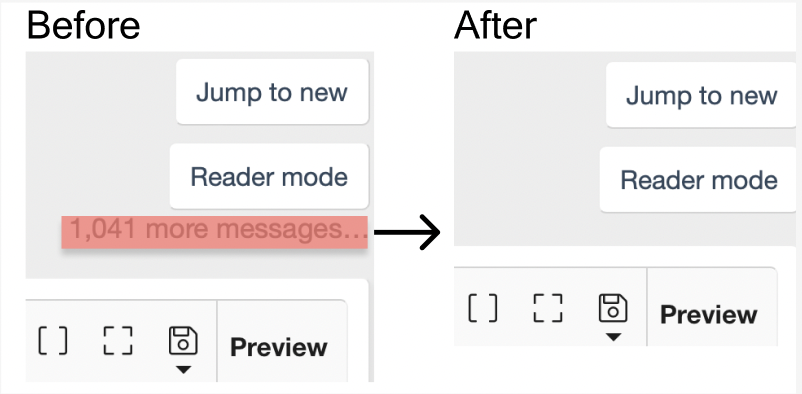 Before
Jump to new
Reader mode
1,041 more messages...
Preview
After
Jump to new
Reader mode
Preview